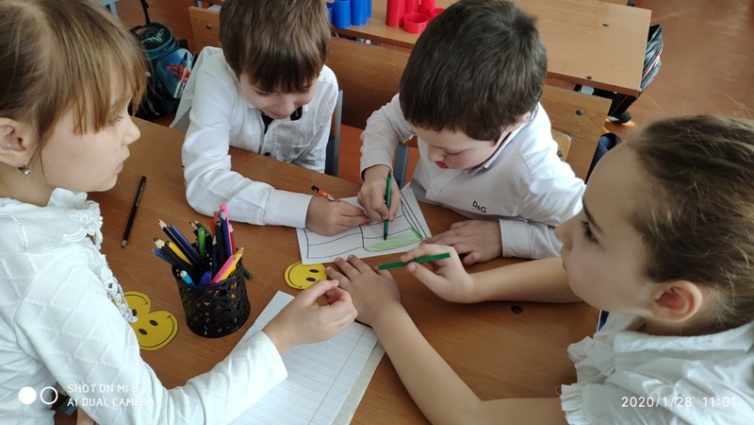 D&G
SHOT ON MI 8
AI DUAL CAMERA
2020/1/28 11:01